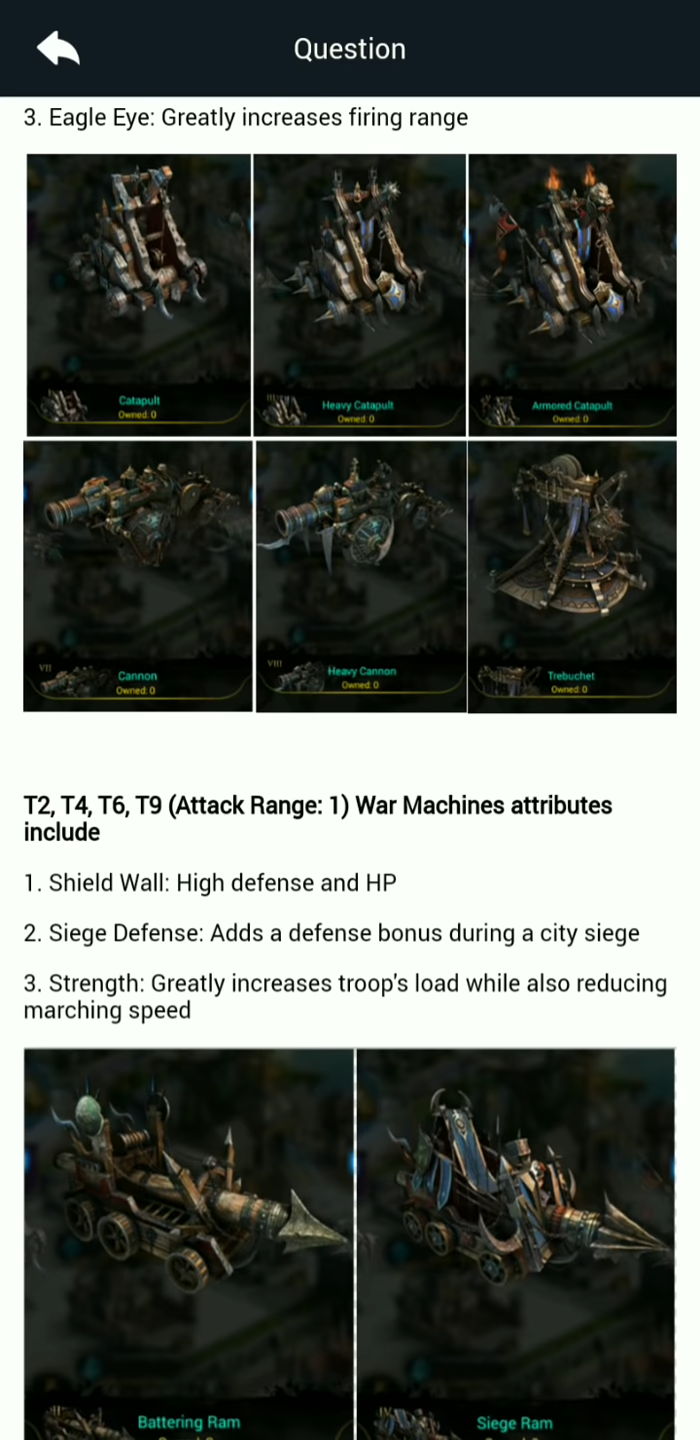 Question
3. Eagle Eye: Greatly increases firing range
Catapult
Owned: 0
Heavy Catapult
Owned: 0
Armored Catapult
Owned: 0
VII
Cannon
Owned: 0
VIII
Heavy Cannon
Owned: 0
Trebuchet
Owned: 0
T2, T4, T6, T9 (Attack Range: 1) War Machines attributes
include
1. Shield Wall: High defense and HP
2. Siege Defense: Adds a defense bonus during a city siege
3. Strength: Greatly increases troop's load while also reducing
marching speed
Battering Ram
IV
Siege Ram